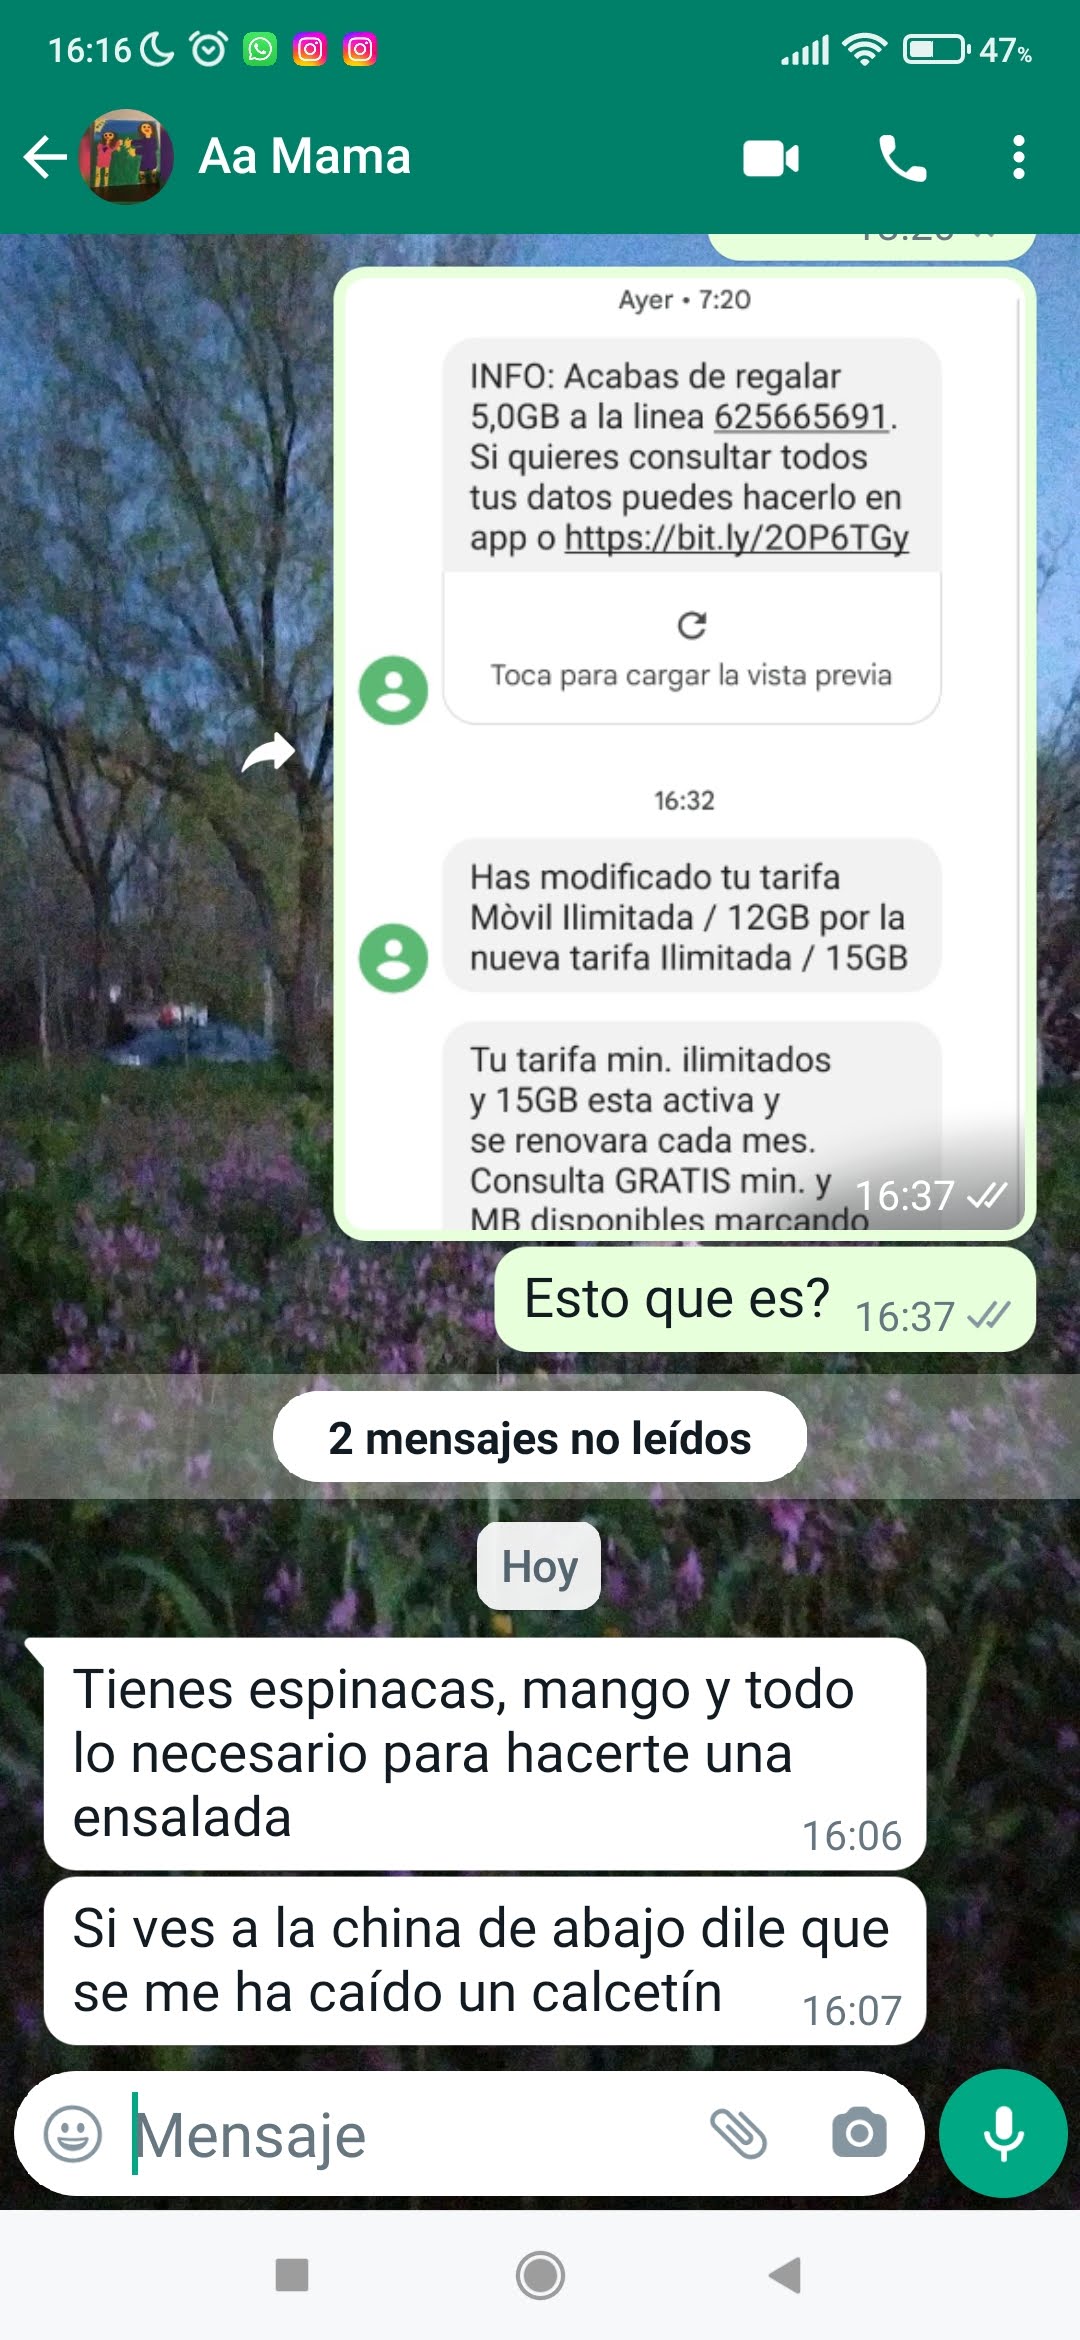 16:16
47%
Aa Mama
Ayer • 7:20
INFO: Acabas de regalar
5,0GB a la linea 625665691.
Si quieres consultar todos
tus datos puedes hacerlo en
app o https://bit.ly/2OP6TGy
Toca para cargar la vista previa
16:32
Has modificado tu tarifa
Mòvil Ilimitada / 12GB por la
nueva tarifa Ilimitada / 15GB
Tu tarifa min. ilimitados
y 15GB esta activa y
se renovara cada mes.
Consulta GRATIS min. y
MB disponibles marcando
16:37
Esto que es?
16:37
2 mensajes no leídos
Hoy
Tienes espinacas, mango y todo
lo necesario para hacerte una
ensalada
16:06
Si ves a la china de abajo dile que
se me ha caído un calcetín
16:07
Mensaje